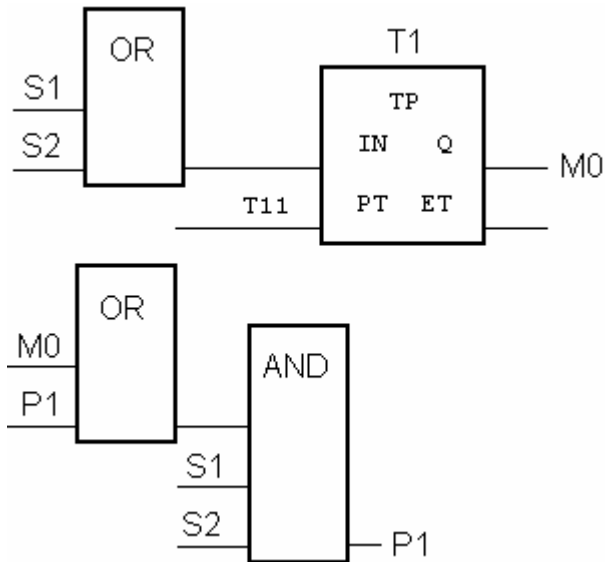 OR
S1
S2
T1
TP
IN Q
T11
PT ET
M0
OR
M0
P1
AND
S1
S2
P1